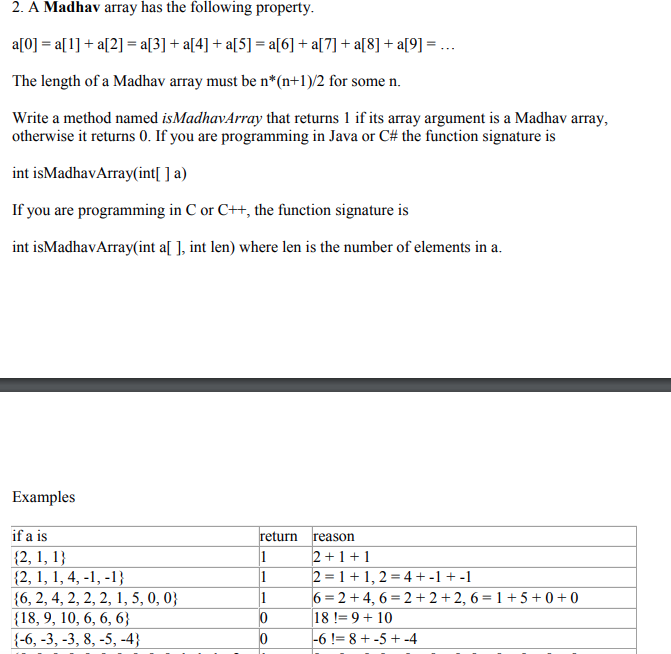 2. A Madhav array has the following property.
a[0] = a[1] + a[2] = a[3] + a[4] + a[5] = a[6] + a[7] + a[8] + a[9] = …
The length of a Madhav array must be n*(n+1)/2 for some n.
Write a method named isMadhavArray that returns 1 if its array argument is a Madhav array,
otherwise it returns 0. If you are programming in Java or C# the function signature is
int isMadhavArray(int[ ] a)
If you are programming in C or C++, the function signature is
int isMadhavArray(int a[ ], int len) where len is the number of elements in a.
Examples
if a is return reason
{2, 1, 1} 1 2 + 1 + 1
{2, 1, 1, 4, -1, -1} 1 2 = 1 + 1, 2 = 4 + -1 + -1
{6, 2, 4, 2, 2, 2, 1, 5, 0, 0} 1 6 = 2 + 4, 6 = 2 + 2 + 2, 6 = 1 + 5 + 0 + 0
{18, 9, 10, 6, 6, 6} 0 18 != 9 + 10
{-6, -3, -3, 8, -5, -4} 0 -6 != 8 + -5 + -4